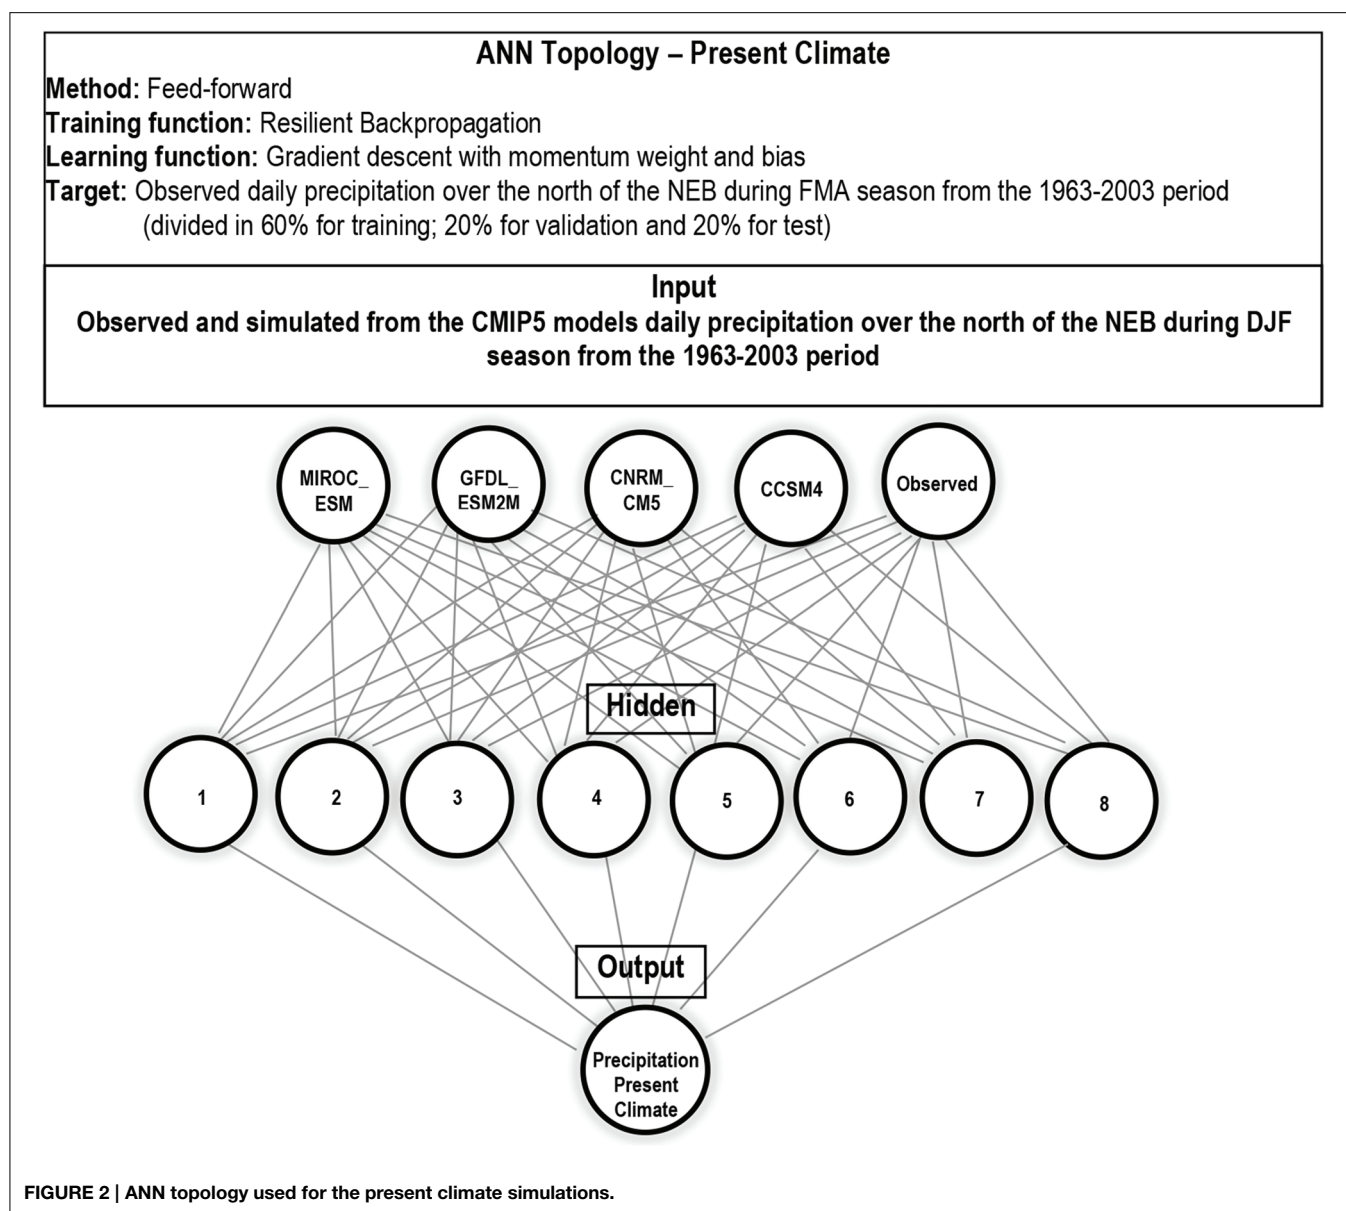 ANN Topology – Present Climate
Method: Feed-forward
Training function: Resilient Backpropagation
Learning function: Gradient descent with momentum weight and bias
Target: Observed daily precipitation over the north of the NEB during FMA season from the 1963-2003 period
(divided in 60% for training; 20% for validation and 20% for test)
Input
Observed and simulated from the CMIP5 models daily precipitation over the north of the NEB during DJF
season from the 1963-2003 period
MIROC_
ESM
GFDL_
ESM2M
CNRM_
CM5
CCSM4
Observed
Hidden
1
2
3
4
5
6
7
8
Output
Precipitation
Present
Climate
FIGURE 2 | ANN topology used for the present climate simulations.